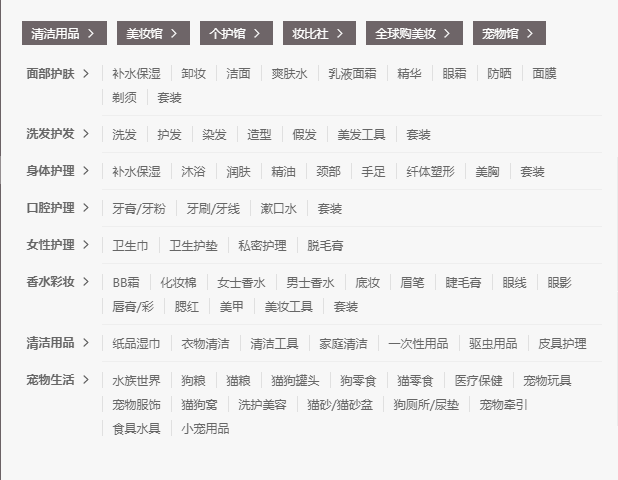 清洁用品 > 美妆馆 > 个护馆 > 妆比社 > 全球购美妆 > 宠物馆 >
面部护肤 > 补水保湿 卸妆 洁面 爽肤水 乳液面霜 精华 眼霜 防晒 面膜
剃须 套装
洗发护发 > 洗发 护发 染发 造型 假发 美发工具 套装
身体护理 > 补水保湿 沐浴 润肤 精油 颈部 手足 纤体塑形 美胸 套装
口腔护理 > 牙膏/牙粉 牙刷/牙线 漱口水 套装
女性护理 > 卫生巾 卫生护垫 私密护理 脱毛膏
香水彩妆 > BB霜 化妆棉 女士香水 男士香水 底妆 眉笔 睫毛膏 眼线 眼影
唇膏/彩 腮红 美甲 美妆工具 套装
清洁用品 > 纸品湿巾 衣物清洁 清洁工具 家庭清洁 一次性用品 驱虫用品 皮具护理
宠物生活 > 水族世界 狗粮 猫粮 猫狗罐头 狗零食 猫零食 医疗保健 宠物玩具
宠物服饰 猫狗窝 洗护美容 猫砂/猫砂盆 狗厕所/尿垫 宠物牵引
食具水具 小宠用品